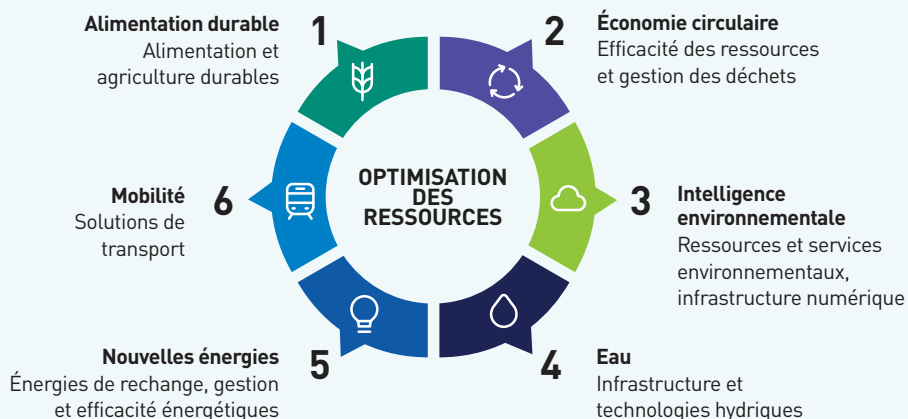 1
Alimentation durable
Alimentation et
agriculture durables
2
Économie circulaire
Efficacité des ressources
et gestion des déchets
OPTIMISATION
DES
RESSOURCES
3
Intelligence
environnementale
Ressources et services
environnementaux,
infrastructure numérique
4
Eau
Infrastructure et
technologies hydriques
5
Nouvelles énergies
Énergies de rechange, gestion
et efficacité énergétiques
6
Mobilité
Solutions de
transport